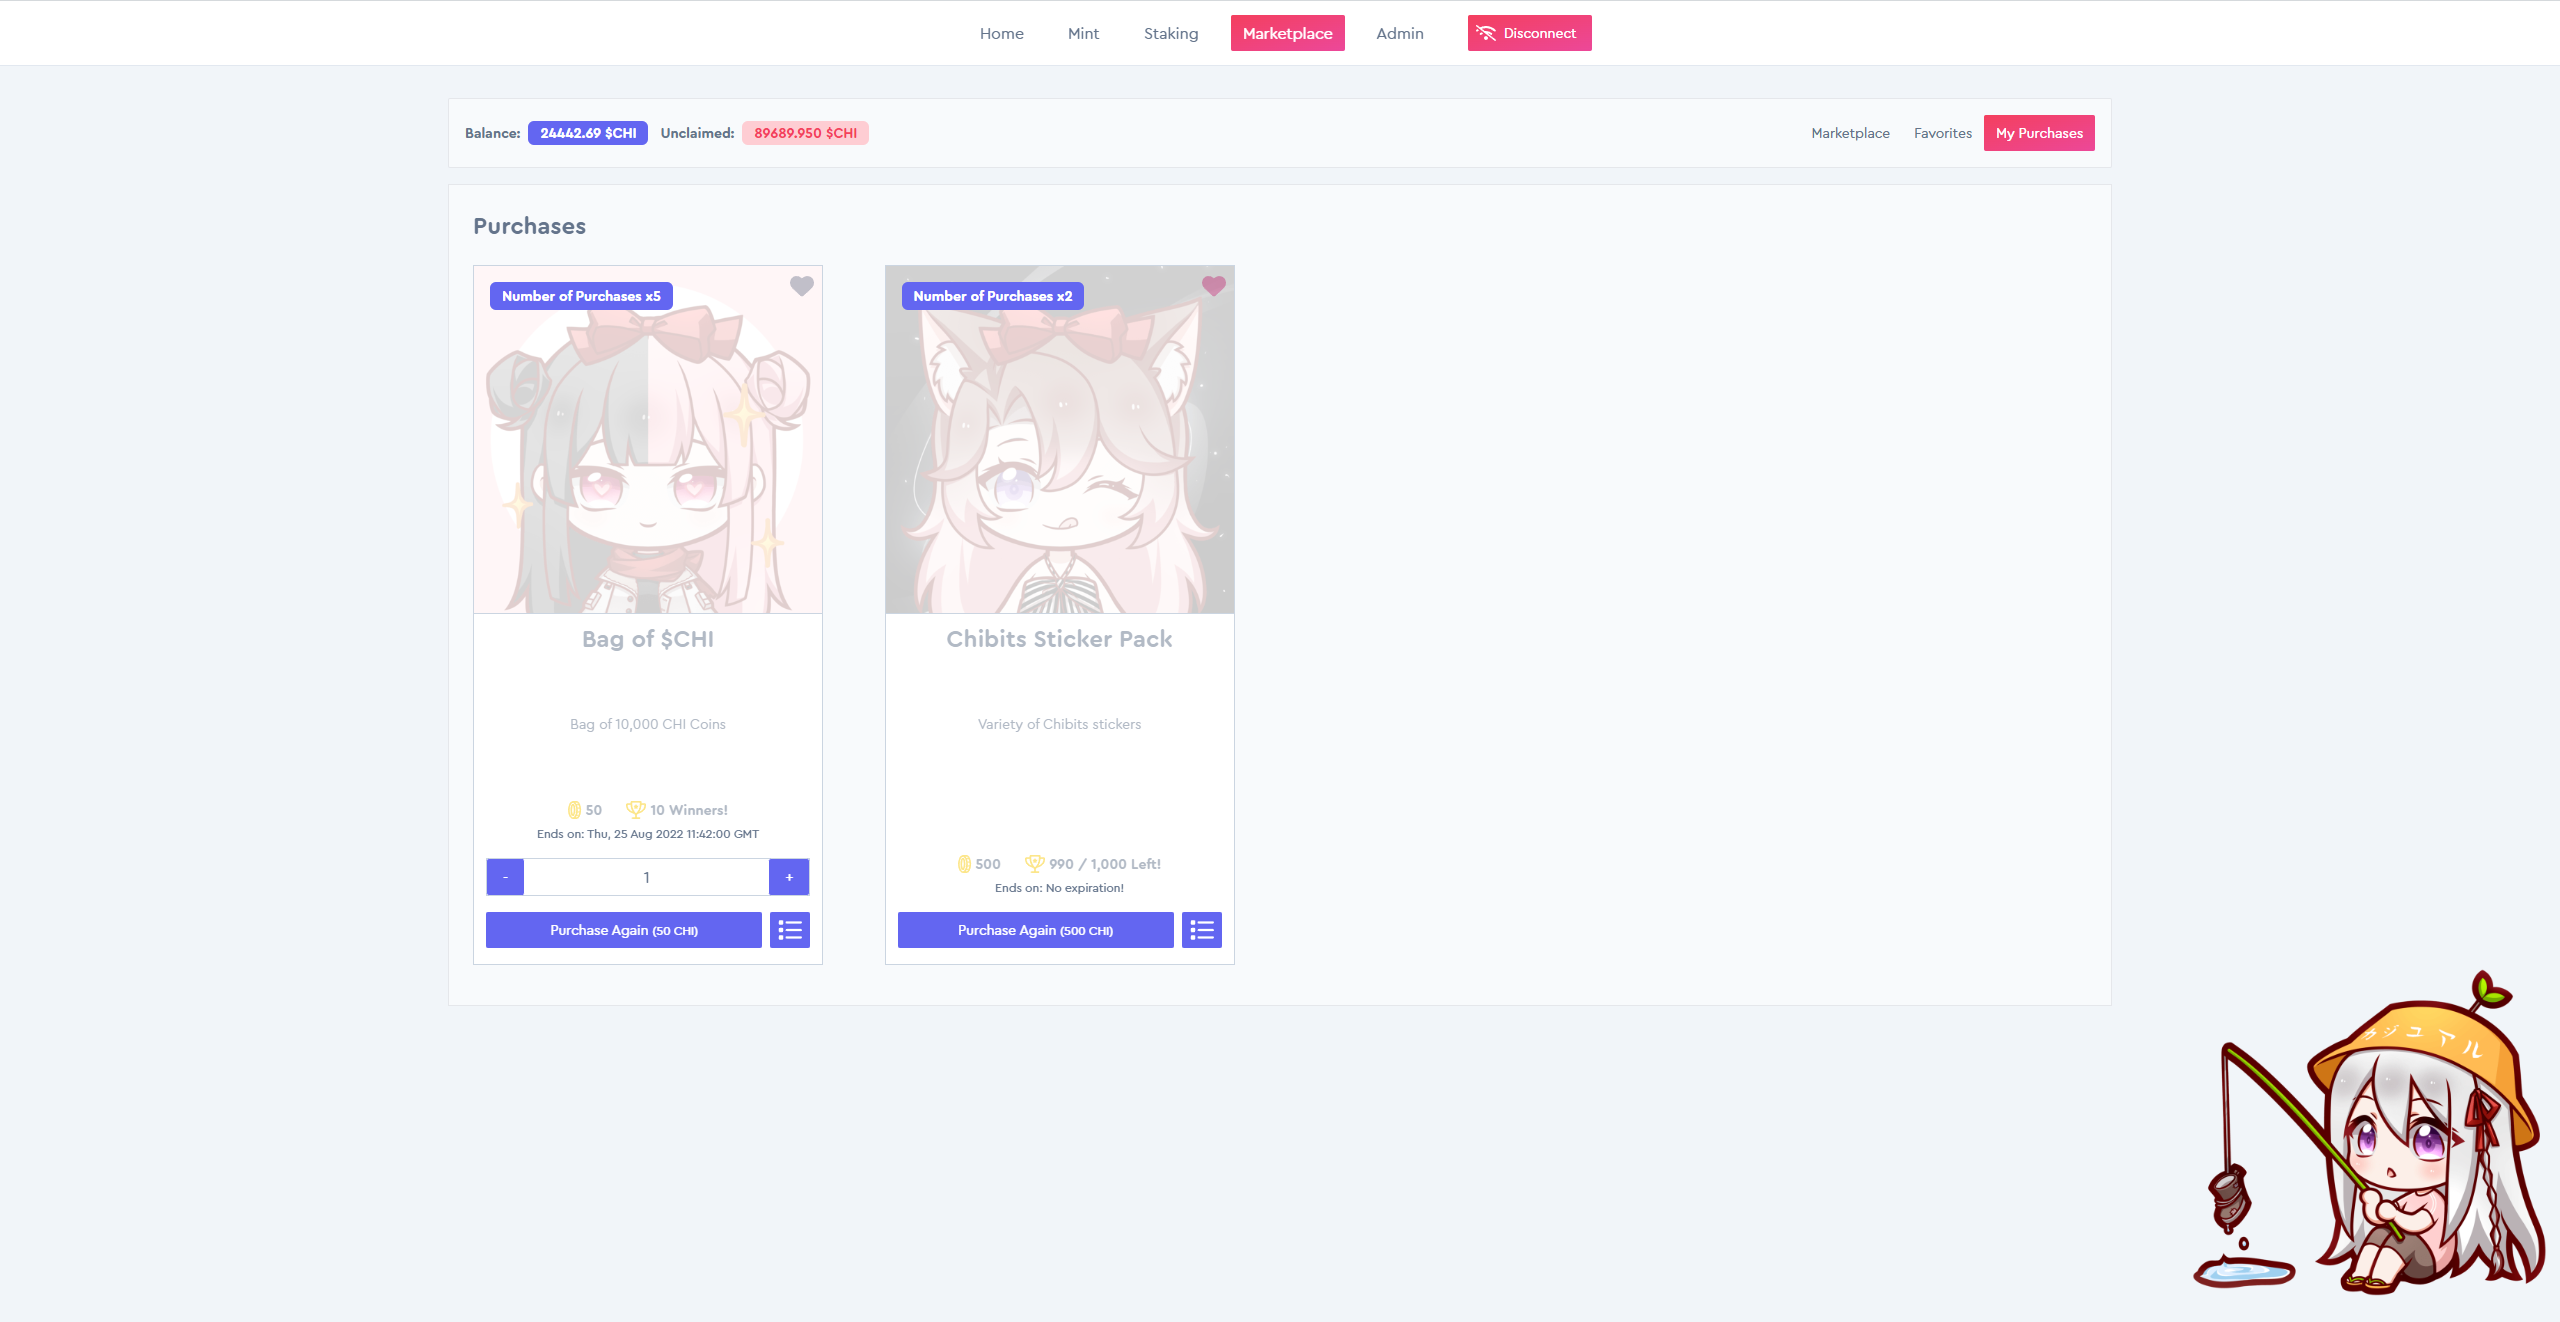 Home Mint Staking Marketplace Admin Disconnect
Balance: 24442.69 $CHI Unclaimed: 89689.950 $CHI Marketplace Favorites My Purchases
Purchases
Number of Purchases x5
Bag of $CHI
Bag of 10,000 CHI Coins
50 10 Winners!
Ends on: Thu, 25 Aug 2022 11:42:00 GMT
- 1 +
Purchase Again (50 CHI)
Number of Purchases x2
Chibits Sticker Pack
Variety of Chibits stickers
500 990 / 1,000 Left!
Ends on: No expiration!
Purchase Again (500 CHI)
カジュアル